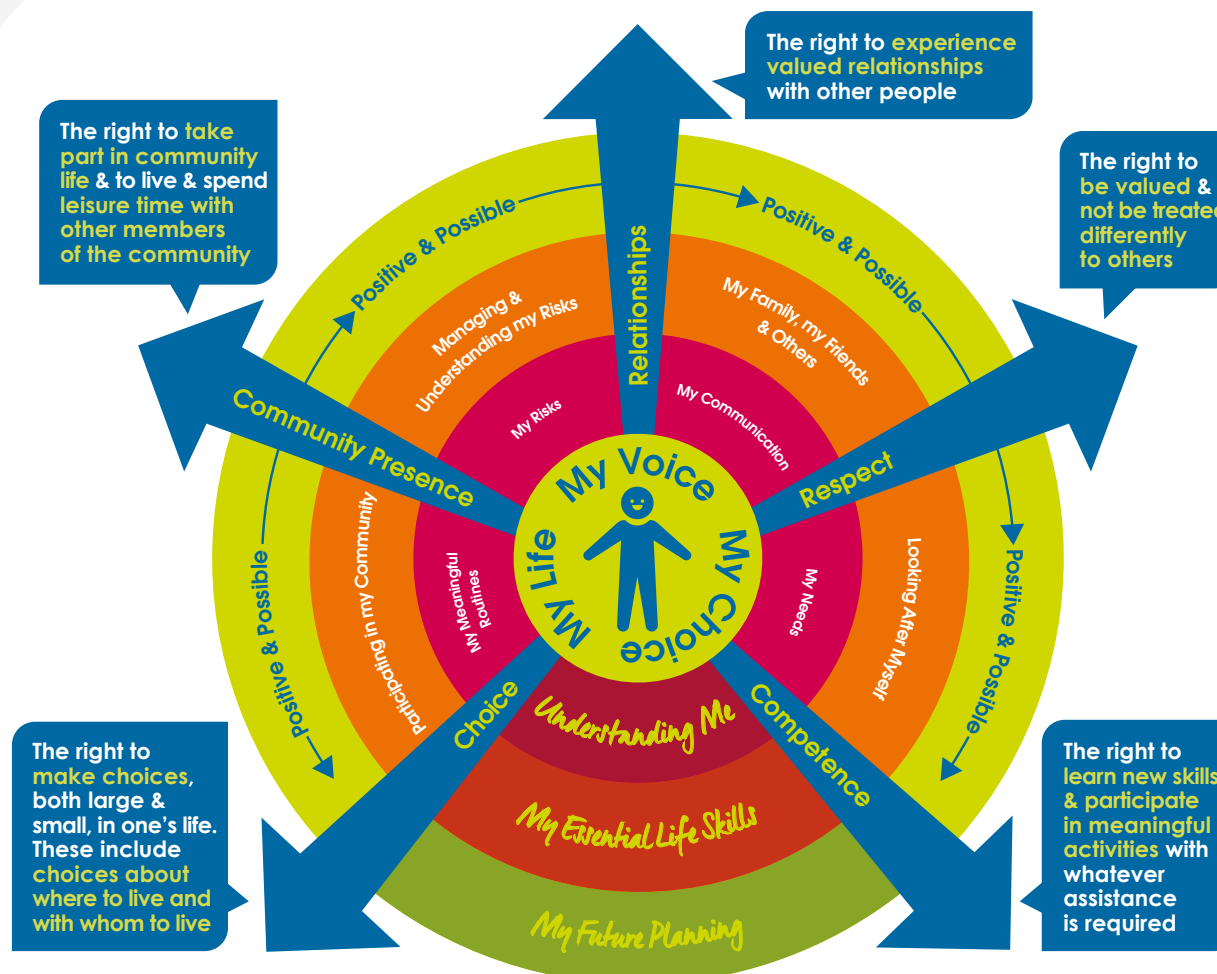 The right to experience
valued relationships
with other people
The right to take
part in community
life & to live & spend
leisure time with
other members
of the community
The right to
be valued &
not be treated
differently
to others
Positive & Possible
Positive & Possible
Relationships
Managing &
Understanding my Risks
My Family, my Friends
& Others
My Risks
My Communication
Community Presence
Respect
My Voice
My Choice
My Life
Positive & Possible
Participating in my Community
My Meaningful
Routines
My Needs
Looking After Myself
Positive & Possible
Choice
Competence
Understanding Me
My Essential Life Skills
My Future Planning
The right to
make choices,
both large &
small, in one's life.
These include
choices about
where to live and
with whom to live
The right to
learn new skills
& participate
in meaningful
activities with
whatever
assistance
is required